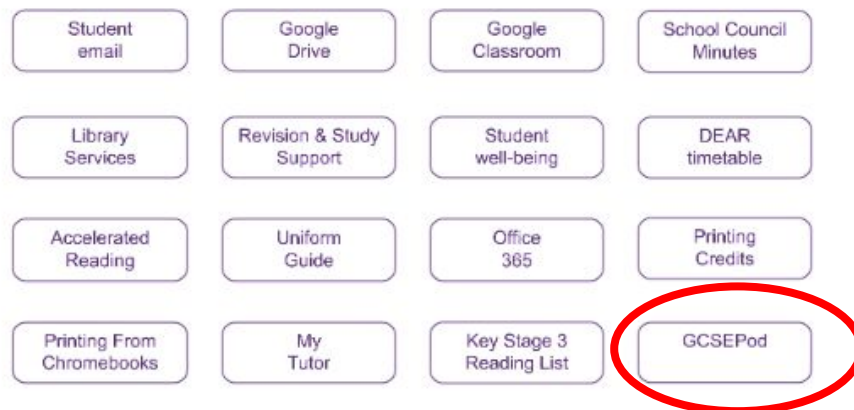 Student
email
Google
Drive
Google
Classroom
School Council
Minutes
Library
Services
Revision & Study
Support
Student
well-being
DEAR
timetable
Accelerated
Reading
Uniform
Guide
Office
365
Printing
Credits
Printing From
Chromebooks
My
Tutor
Key Stage 3
Reading List
GCSEPod